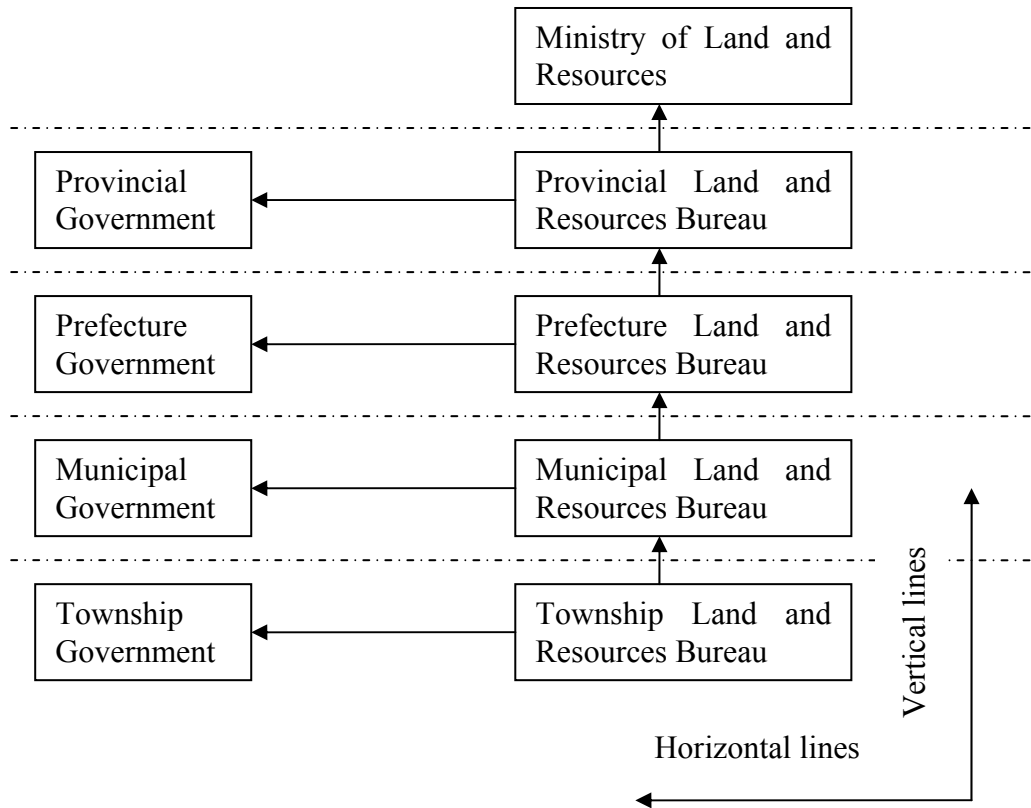 Ministry of Land and
Resources
Provincial
Government
Provincial Land and
Resources Bureau
Prefecture
Government
Prefecture Land and
Resources Bureau
Municipal
Government
Municipal Land and
Resources Bureau
Township
Government
Township Land and
Resources Bureau
Vertical lines
Horizontal lines